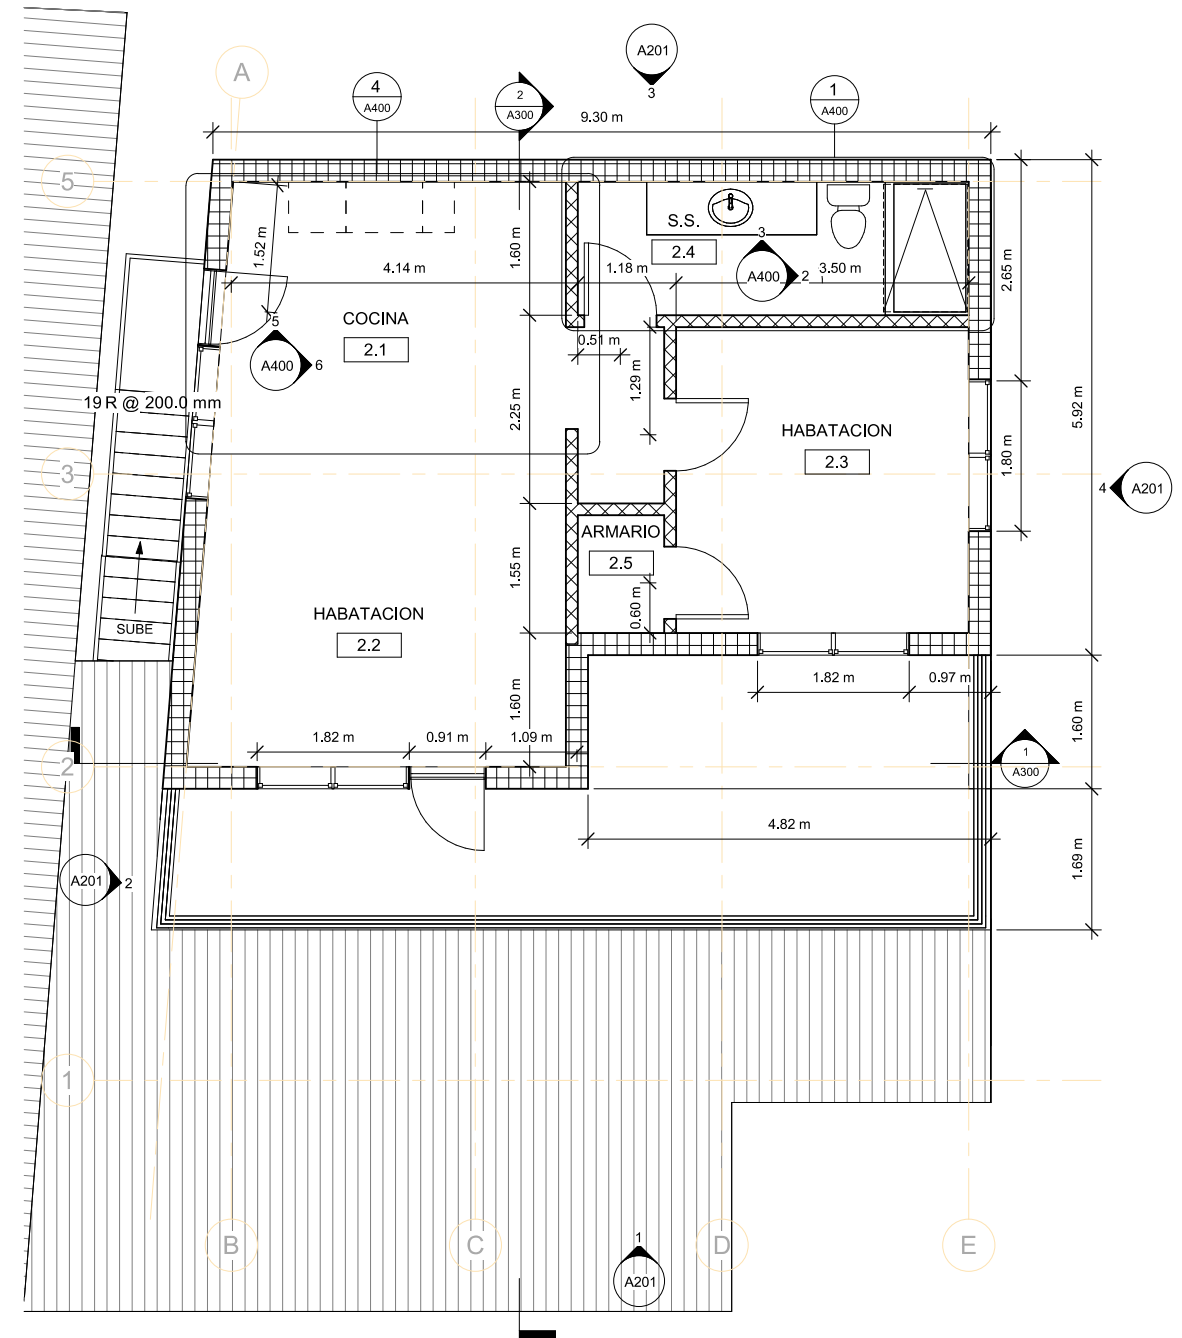 A201
3
A
4
A400
2
A300
1
A400
9.30 m
5
1.52 m
4.14 m
1.60 m
S.S.
2.4
3
A400
2
1.18 m
3.50 m
2.65 m
COCINA
2.1
5
A400
6
0.51 m
1.29 m
2.25 m
19 R @ 200.0 mm
HABATACION
2.3
1.80 m
5.92 m
3
4
A201
ARMARIO
2.5
1.55 m
0.60 m
SUBE
HABATACION
2.2
1.82 m
0.97 m
1.60 m
1.60 m
1.82 m
0.91 m
1.09 m
2
1
A300
4.82 m
1.69 m
A201
2
1
B
C
D
E
1
A201